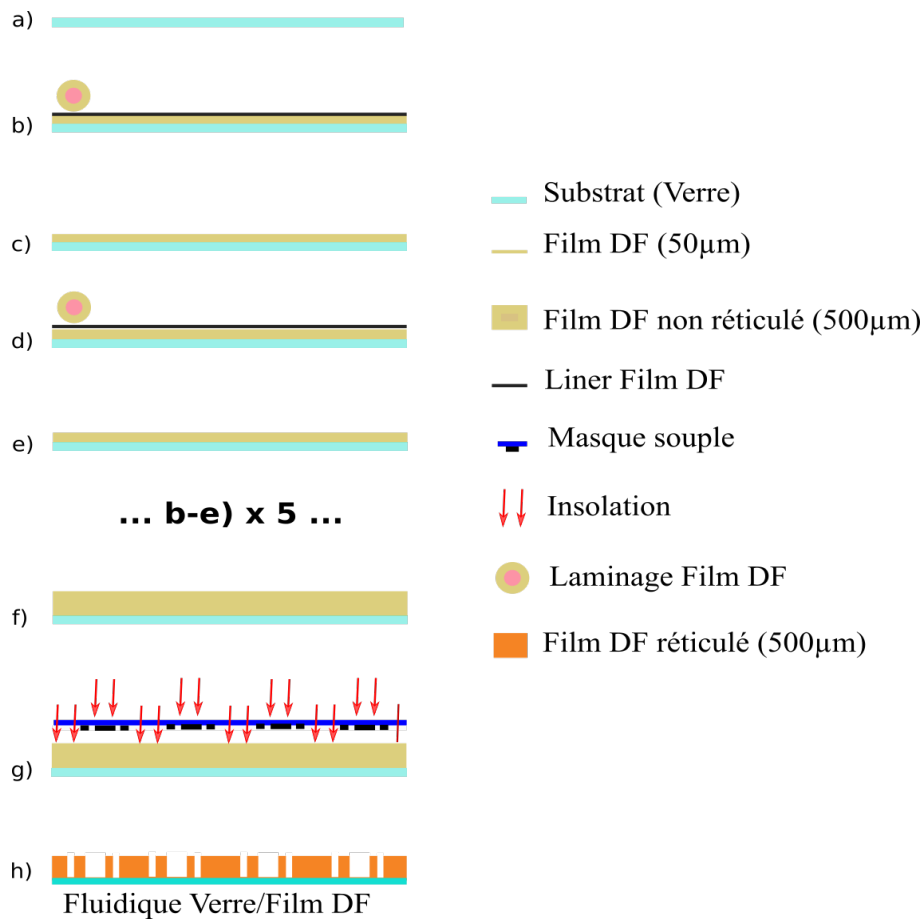 a)
b)
c)
d)
e)
... b-e) x 5 ...
f)
g)
h)
Fluidique Verre/Film DF
Substrat (Verre)
Film DF (50µm)
Film DF non réticulé (500µm)
Liner Film DF
Masque souple
Insolation
Laminage Film DF
Film DF réticulé (500µm)